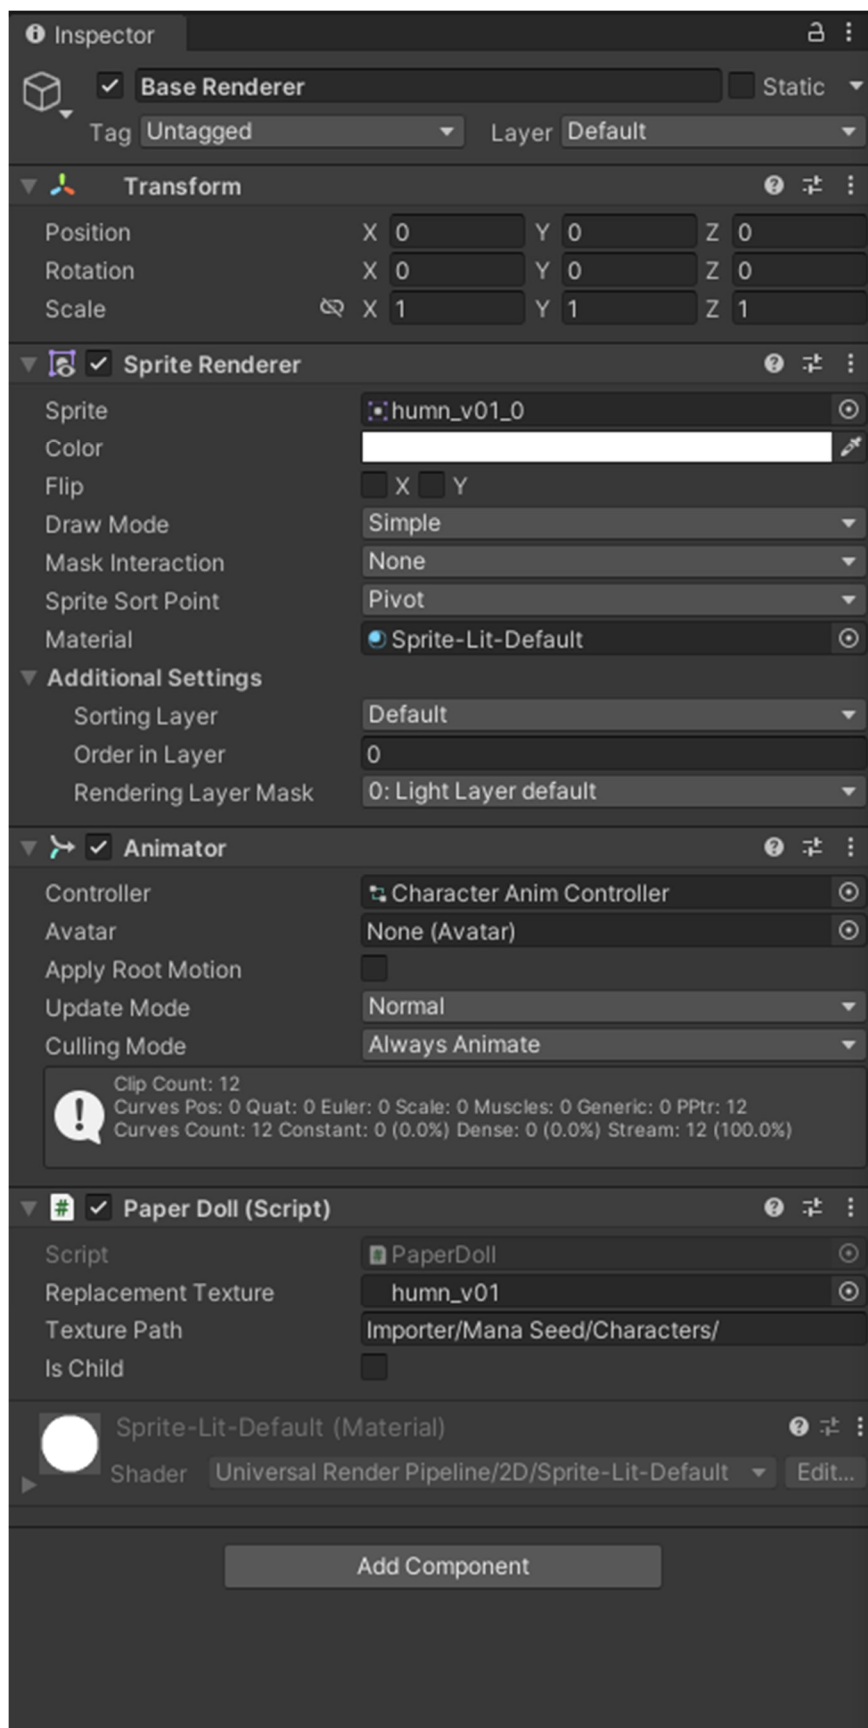 Inspector
Base Renderer Static
Tag Untagged Layer Default
Transform
Position X 0 Y 0 Z 0
Rotation X 0 Y 0 Z 0
Scale X 1 Y 1 Z 1
Sprite Renderer
Sprite humn_v01_0
Color
Flip X Y
Draw Mode Simple
Mask Interaction None
Sprite Sort Point Pivot
Material Sprite-Lit-Default
Additional Settings
Sorting Layer Default
Order in Layer 0
Rendering Layer Mask 0: Light Layer default
Animator
Controller Character Anim Controller
Avatar None (Avatar)
Apply Root Motion
Update Mode Normal
Culling Mode Always Animate
Clip Count: 12
Curves Pos: 0 Quat: 0 Euler: 0 Scale: 0 Muscles: 0 Generic: 0 PPtr: 12
Curves Count: 12 Constant: 0 (0.0%) Dense: 0 (0.0%) Stream: 12 (100.0%)
# Paper Doll (Script)
Script PaperDoll
Replacement Texture humn_v01
Texture Path Importer/Mana Seed/Characters/
Is Child
Sprite-Lit-Default (Material)
Shader Universal Render Pipeline/2D/Sprite-Lit-Default Edit...
Add Component